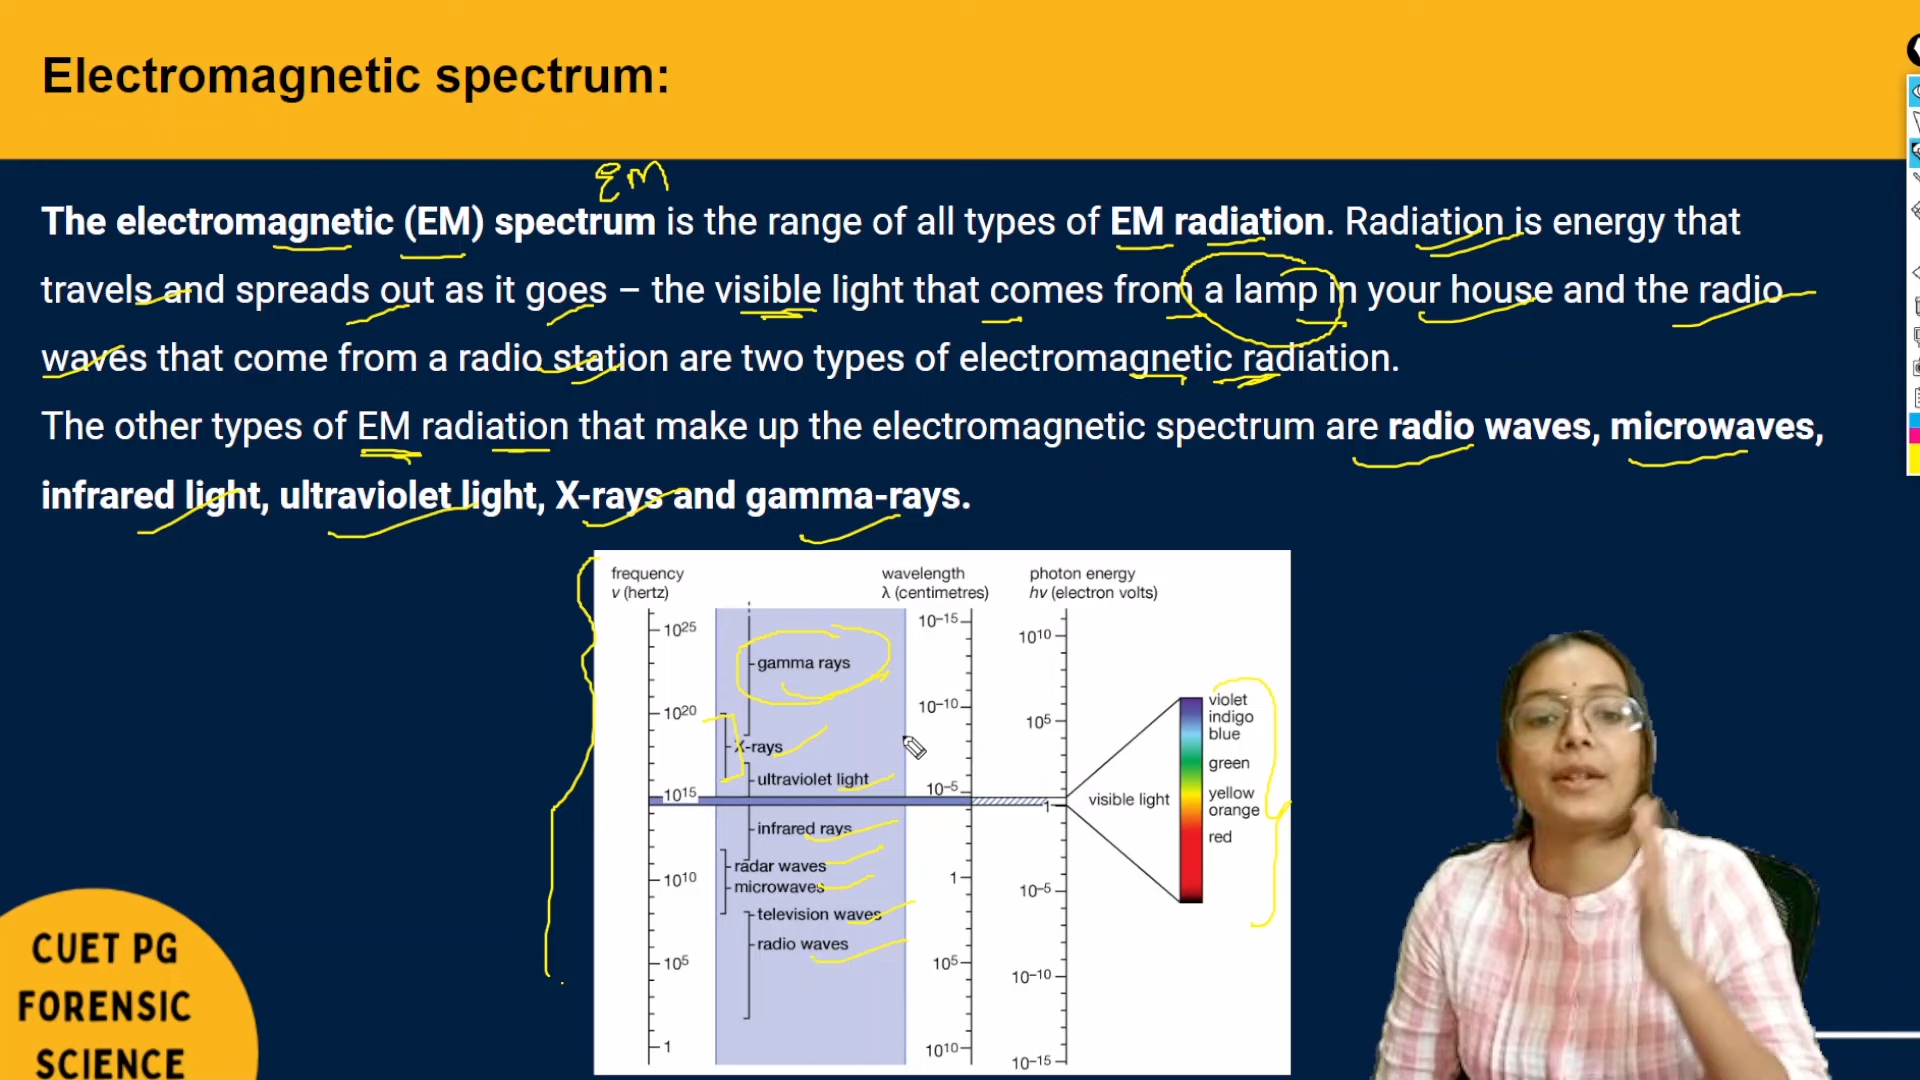 Electromagnetic spectrum:
EM
The electromagnetic (EM) spectrum is the range of all types of EM radiation. Radiation is energy that
travels and spreads out as it goes – the visible light that comes from a lamp in your house and the radio
waves that come from a radio station are two types of electromagnetic radiation.
The other types of EM radiation that make up the electromagnetic spectrum are radio waves, microwaves,
infrared light, ultraviolet light, X-rays and gamma-rays.
frequency
ν (hertz)
10²⁵
10²⁰
10¹⁵
10¹⁰
10⁵
1
gamma rays
X-rays
ultraviolet light
infrared rays
radar waves
microwaves
television waves
radio waves
wavelength
λ (centimetres)
10⁻¹⁵
10⁻¹⁰
10⁻⁵
1
10⁵
10¹⁰
photon energy
hν (electron volts)
10¹⁰
10⁵
1
10⁻⁵
10⁻¹⁰
10⁻¹⁵
visible light
violet
indigo
blue
green
yellow
orange
red
CUET PG
FORENSIC
SCIENCE